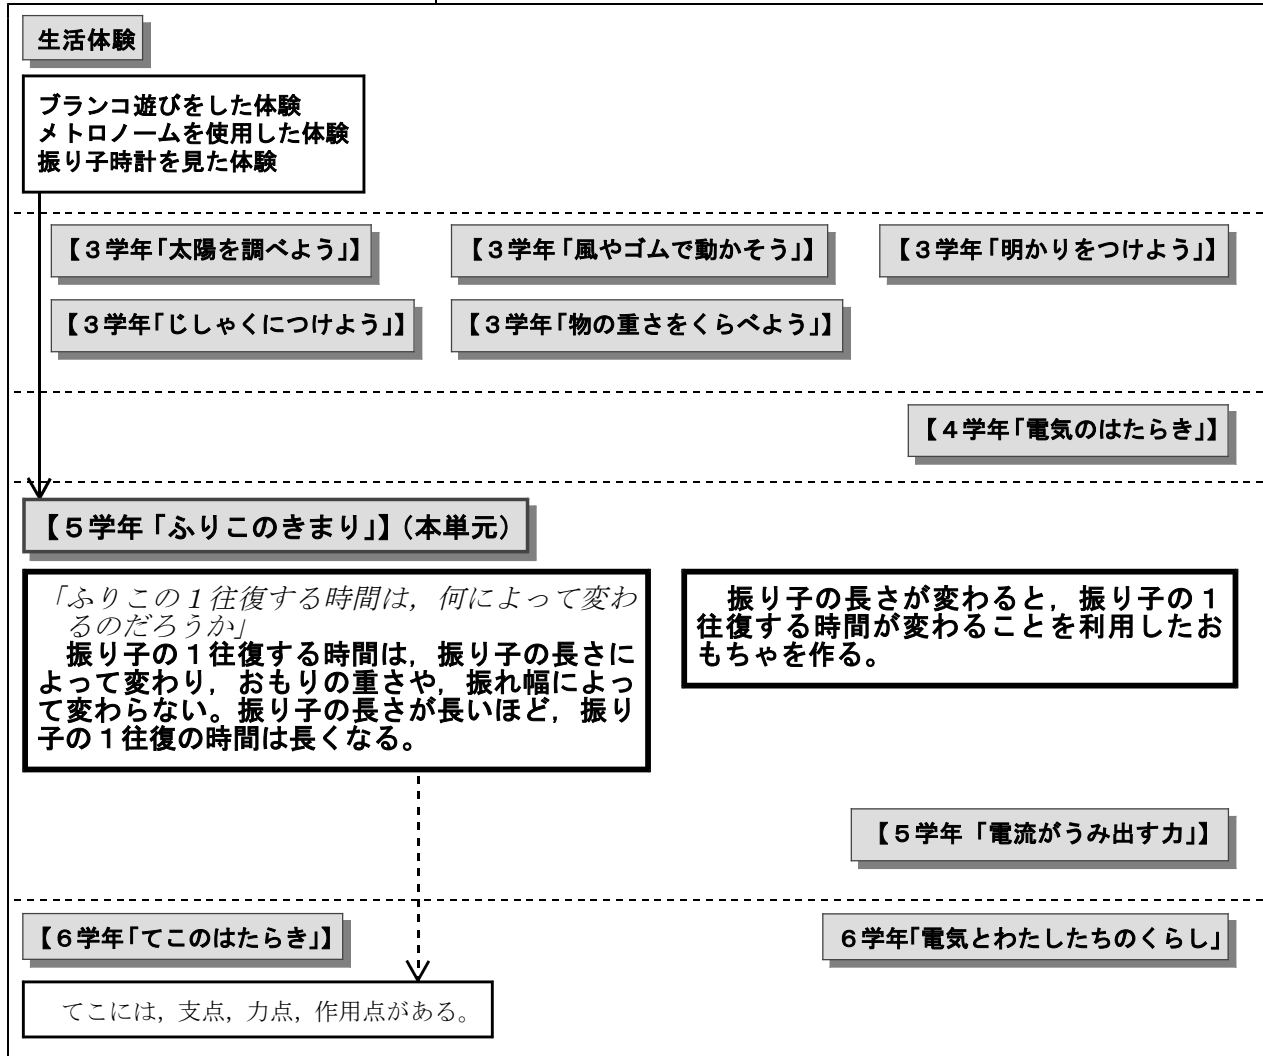 生活体験
ブランコ遊びをした体験
メトロノームを使用した体験
振り子時計を見た体験
【３学年｢太陽を調べよう｣】
【３学年｢風やゴムで動かそう｣】
【３学年｢明かりをつけよう｣】
【３学年｢じしゃくにつけよう｣】
【３学年｢物の重さをくらべよう｣】
【４学年｢電気のはたらき｣】
【５学年｢ふりこのきまり｣】（本単元）
「ふりこの１往復する時間は，何によって変わ
るのだろうか」
振り子の１往復する時間は，振り子の長さに
よって変わり，おもりの重さや，振れ幅によっ
て変わらない。振り子の長さが長いほど，振り
子の１往復の時間は長くなる。
振り子の長さが変わると，振り子の１
往復する時間が変わることを利用したお
もちゃを作る。
【５学年「電流がうみ出す力｣】
【６学年｢てこのはたらき｣】
６学年｢電気とわたしたちのくらし」
てこには，支点，力点，作用点がある。